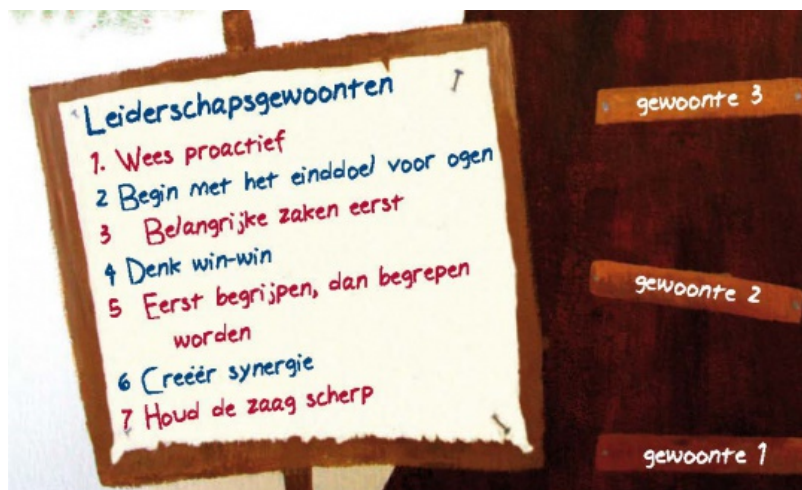 Leiderschapsgewoonten
1. Wees proactief
2 Begin met het einddoel voor ogen
3 Belangrijke zaken eerst
4 Denk win-win
5 Eerst begrijpen, dan begrepen
worden
6 Creëer synergie
7 Houd de zaag scherp
gewoonte 3
gewoonte 2
gewoonte 1